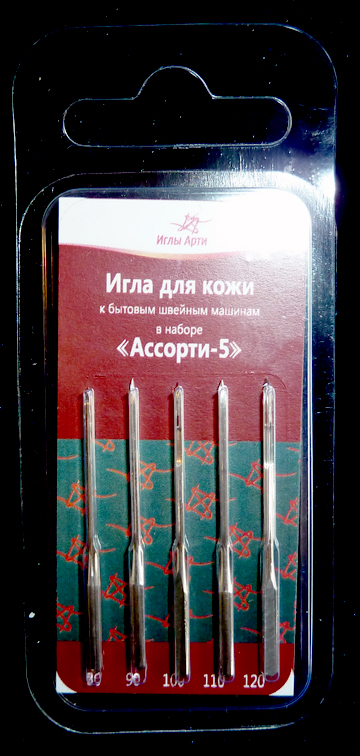 Иглы Арти
Игла для кожи
к бытовым швейным машинам
в наборе
«Ассорти-5»
90 100 110 120